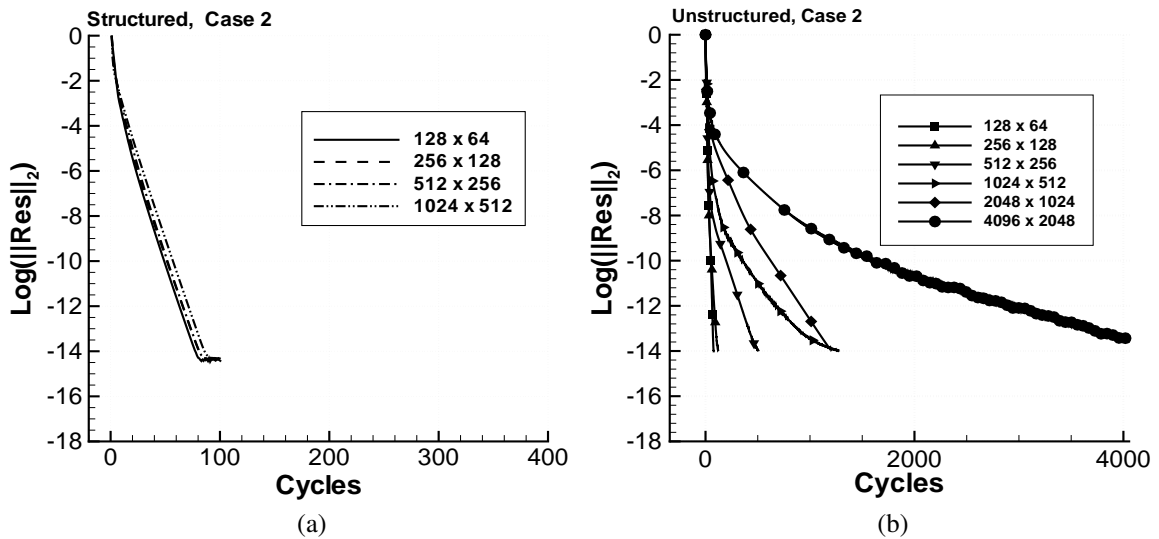 Structured, Case 2
0
-2
-4
-6
-8
-10
-12
-14
-16
-18
Log(||Res||2)
128 x 64
256 x 128
512 x 256
1024 x 512
0 100 200 300 400
Cycles
(a)
Unstructured, Case 2
0
-2
-4
-6
-8
-10
-12
-14
-16
-18
Log(||Res||2)
128 x 64
256 x 128
512 x 256
1024 x 512
2048 x 1024
4096 x 2048
0 2000 4000
Cycles
(b)